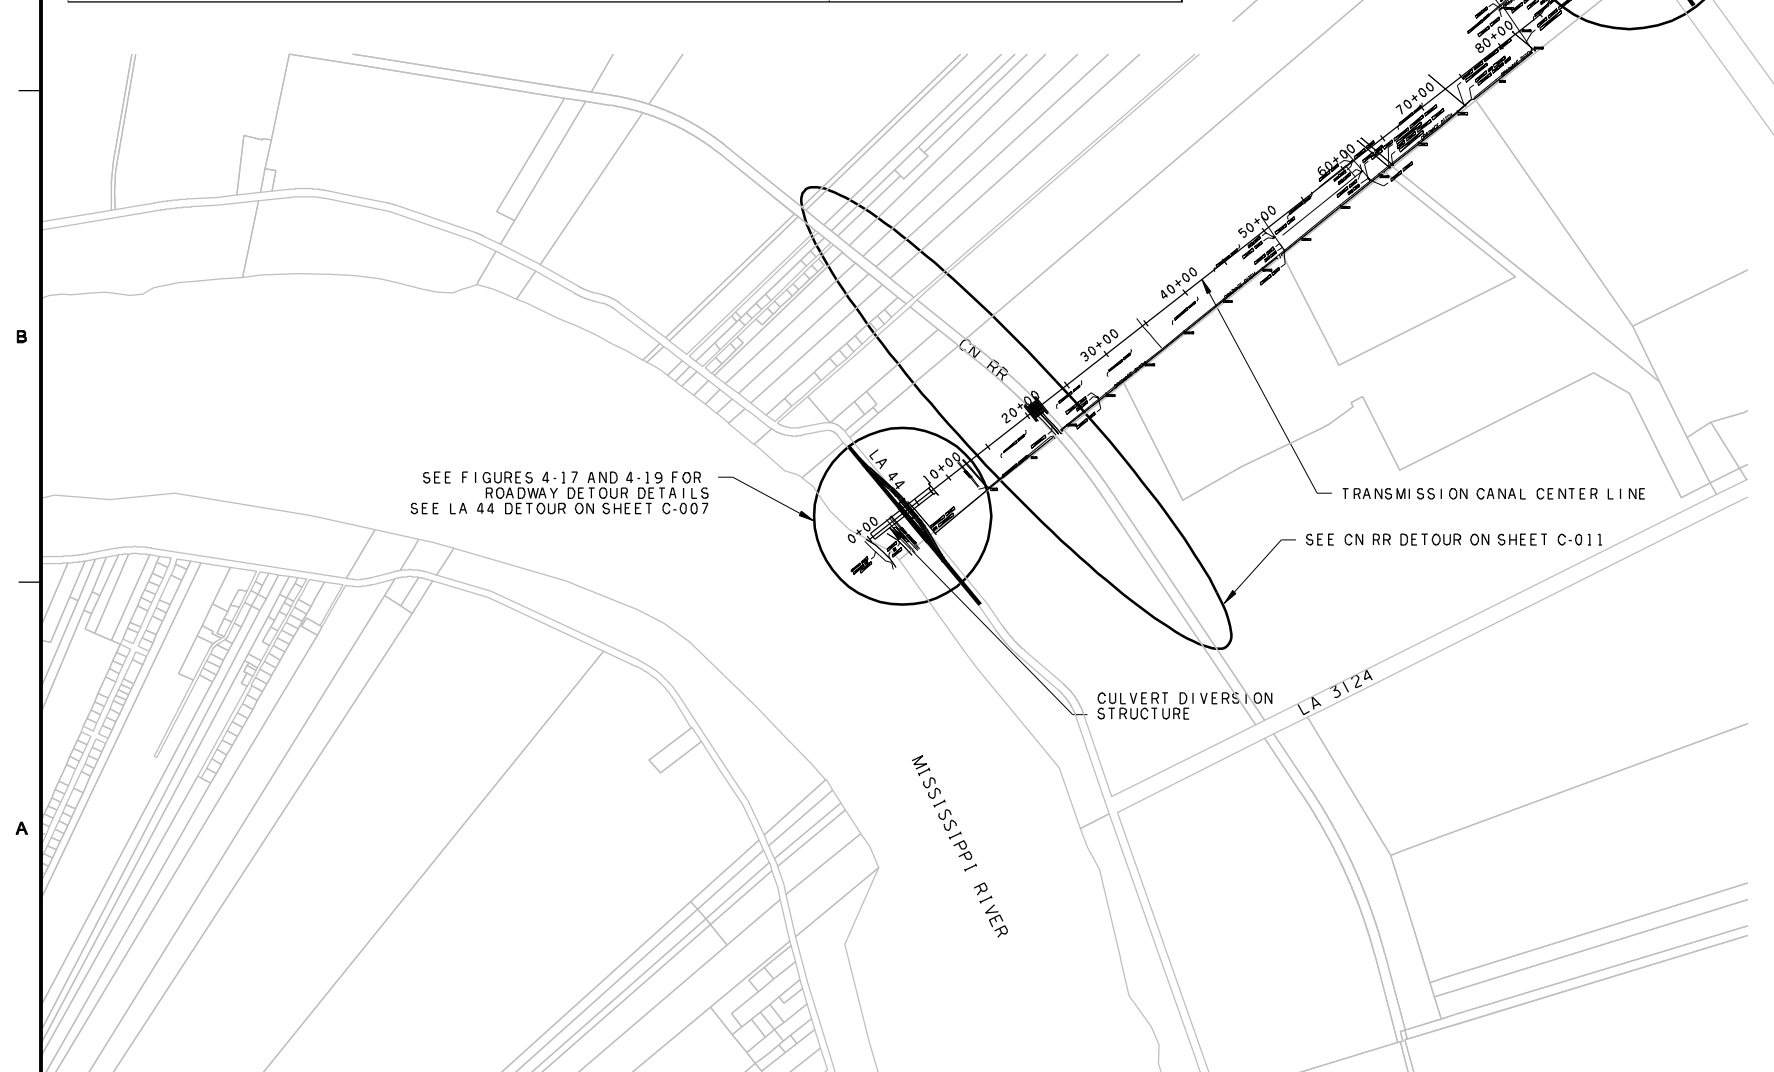 80+00
70+00
60+00
50+00
40+00
B
30+00
CN RR
20+00
LA 44
10+00
SEE FIGURES 4-17 AND 4-19 FOR
ROADWAY DETOUR DETAILS
SEE LA 44 DETOUR ON SHEET C-007
TRANSMISSION CANAL CENTER LINE
0+00
SEE CN RR DETOUR ON SHEET C-011
LA 3124
CULVERT DIVERSION
STRUCTURE
MISSISSIPPI RIVER
A